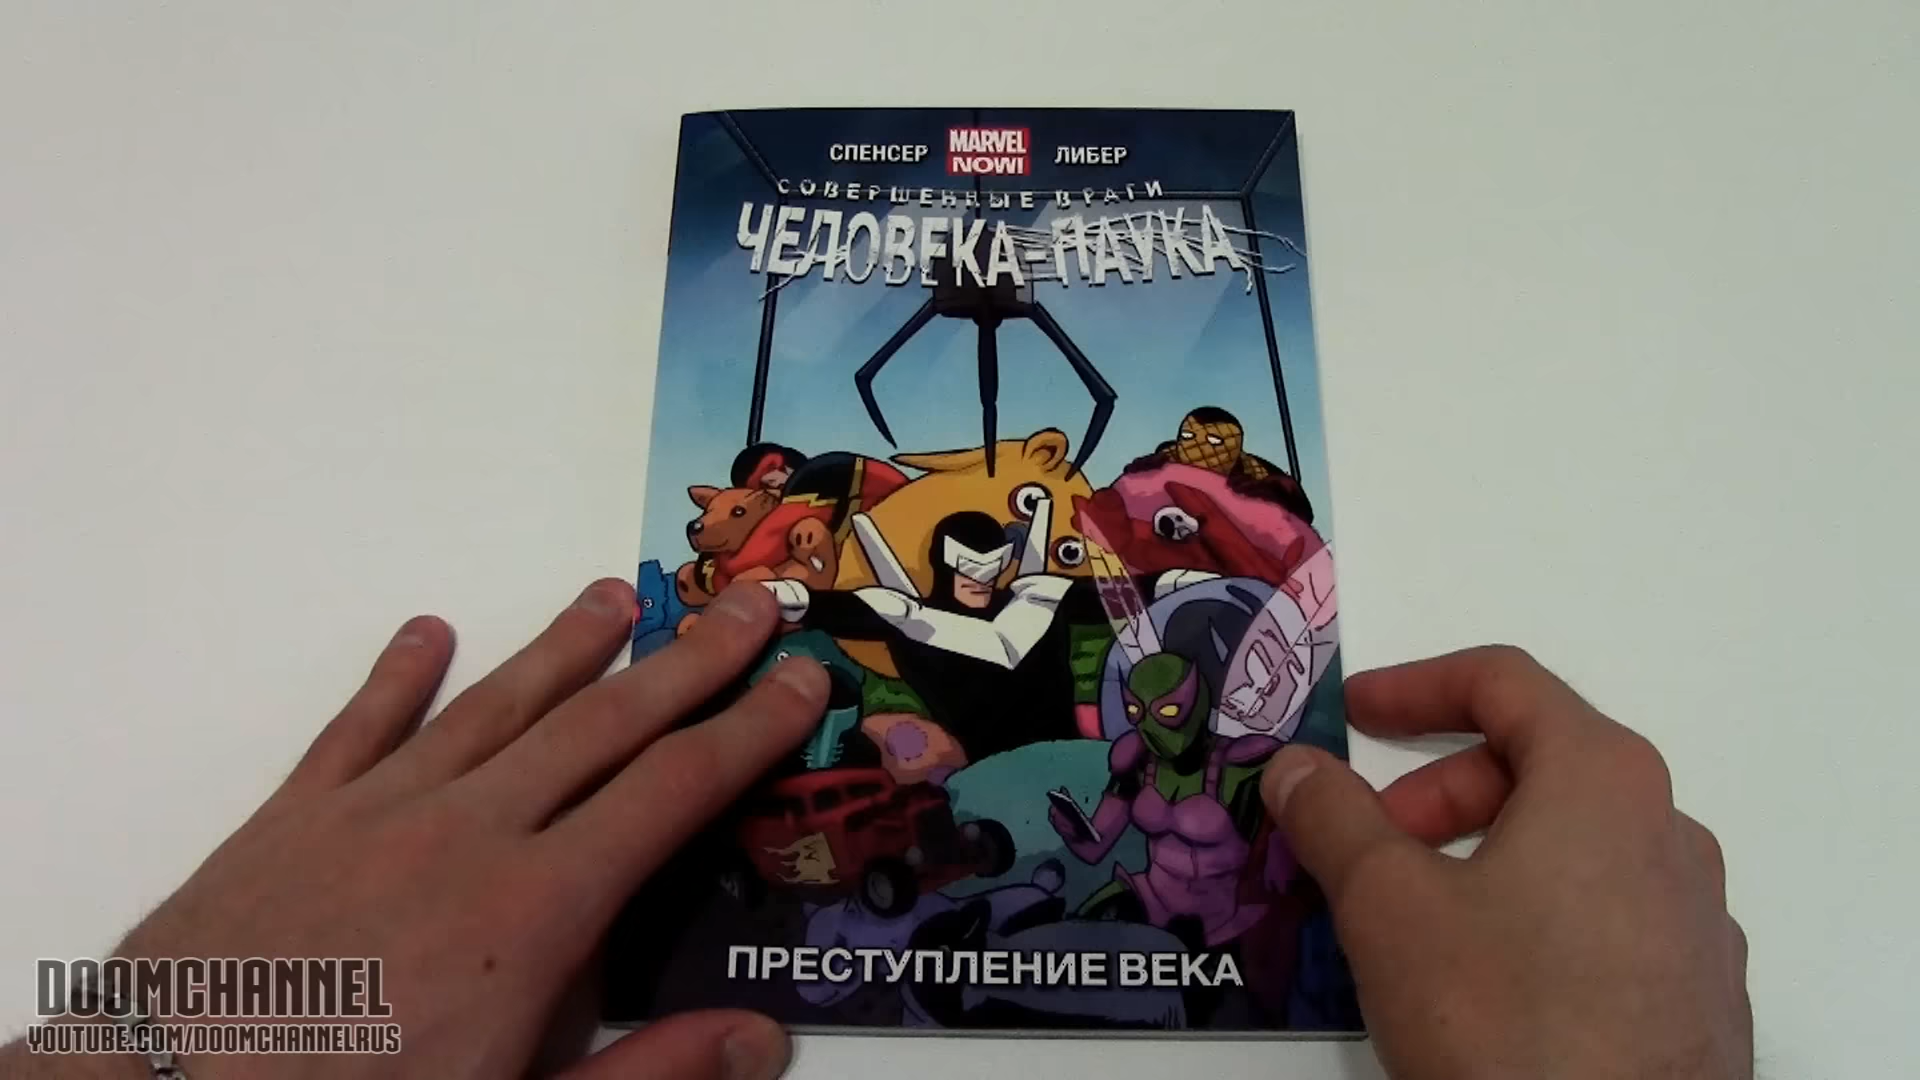 СПЕНСЕР MARVEL NOW! ЛИБЕР
СОВЕРШЕННЫЕ ВРАГИ
ЧЕЛОВЕКА-ПАУКА
ПРЕСТУПЛЕНИЕ ВЕКА
DOOMCHANNEL
YOUTUBE.COM/DOOMCHANNELRUS